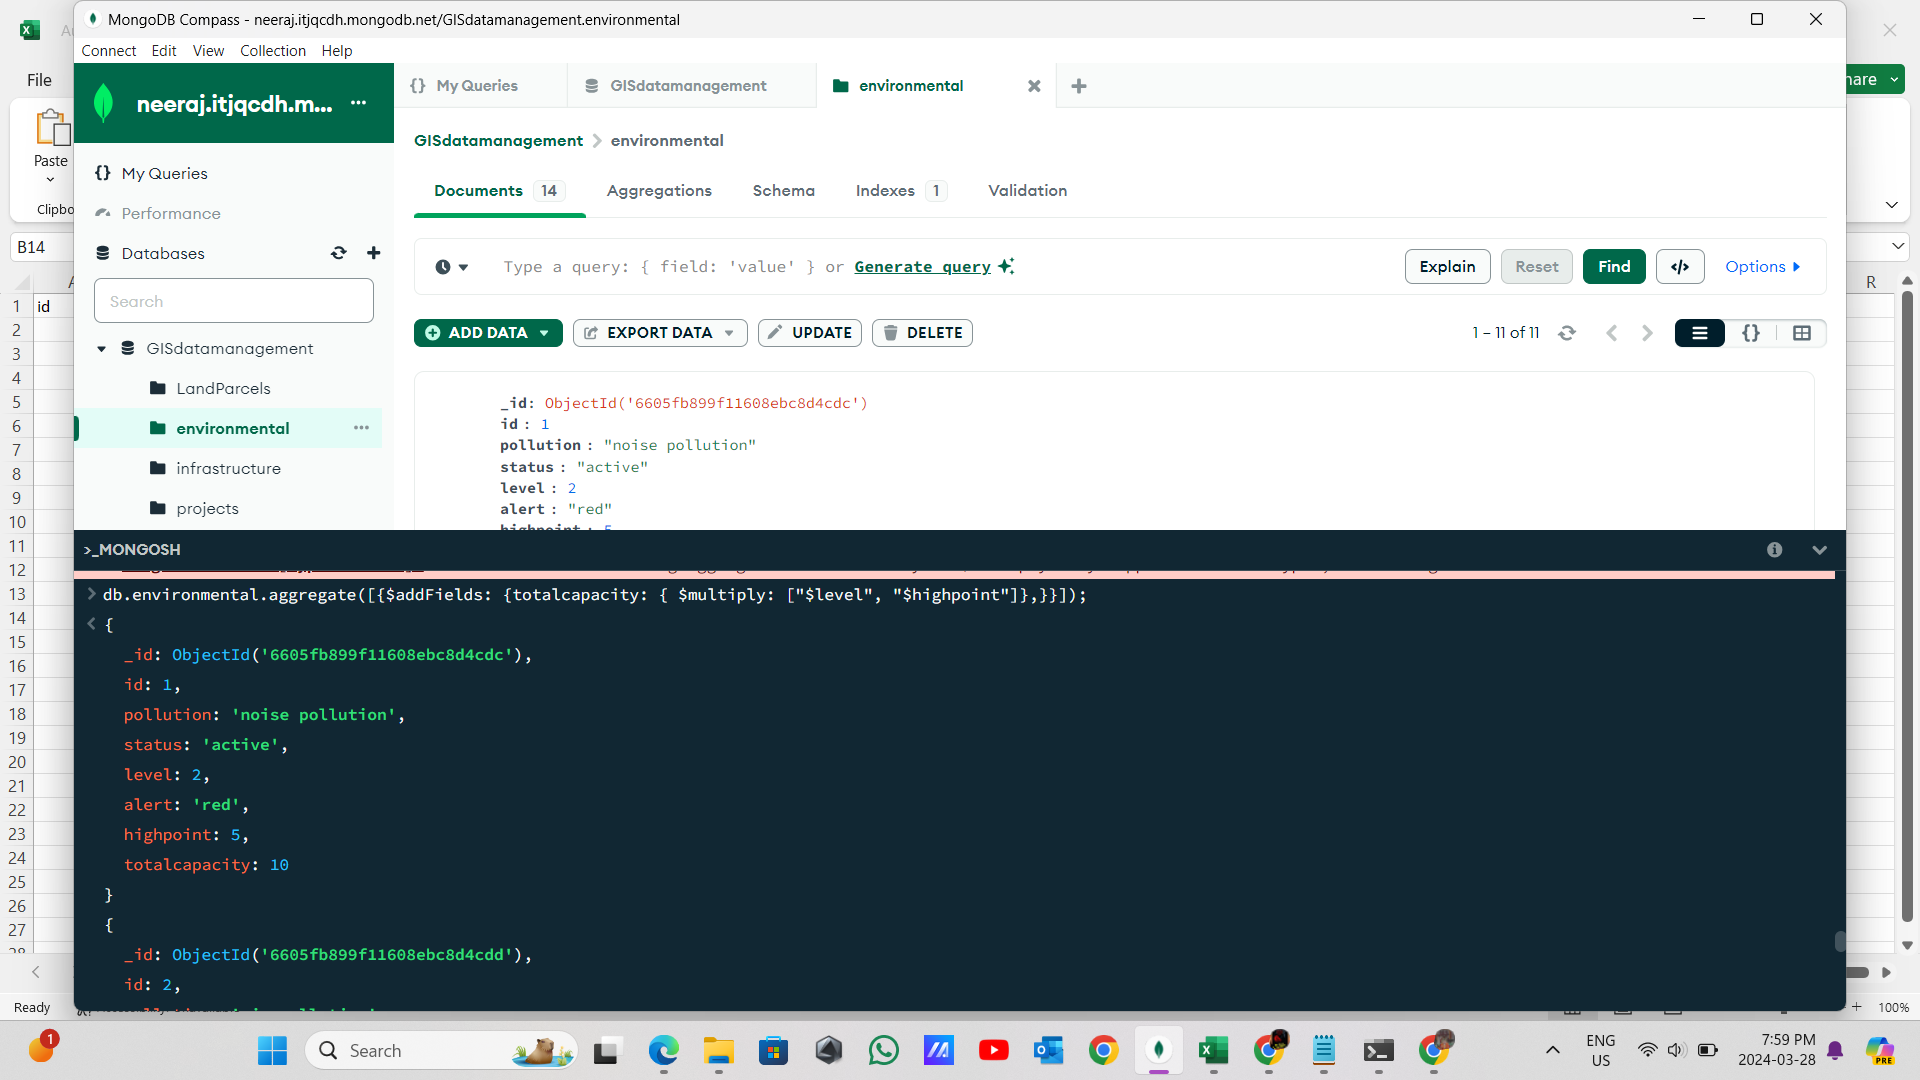 MongoDB Compass - neeraj.itjqcdh.mongodb.net/GISdatamanagement.environmental
Connect Edit View Collection Help
File
Paste
Clipbo
B14
id
1
2
3
4
5
6
7
8
9
10
11
12
13
14
15
16
17
18
19
20
21
22
23
24
25
26
27
28
Ready
neeraj.itjqcdh.m... ...
{} My Queries
Performance
Databases
Search
GISdatamanagement
LandParcels
environmental ...
infrastructure
projects
{} My Queries
GISdatamanagement
environmental
hare
R
GISdatamanagement > environmental
Documents 14 Aggregations Schema Indexes 1 Validation
Type a query: { field: 'value' } or Generate query
Explain Reset Find </> Options
ADD DATA EXPORT DATA UPDATE DELETE
1 – 11 of 11
{}
_id: ObjectId('6605fb899f11608ebc8d4cdc')
id : 1
pollution : "noise pollution"
status : "active"
level : 2
alert : "red"
highpoint : 5
>_MONGOSH
> db.environmental.aggregate([{$addFields: {totalcapacity: { $multiply: ["$level", "$highpoint"]},}}]);
< {
_id: ObjectId('6605fb899f11608ebc8d4cdc'),
id: 1,
pollution: 'noise pollution',
status: 'active',
level: 2,
alert: 'red',
highpoint: 5,
totalcapacity: 10
}
{
_id: ObjectId('6605fb899f11608ebc8d4cdd'),
id: 2,
100%
1
Search
PRE
ENG
US
7:59 PM
2024-03-28